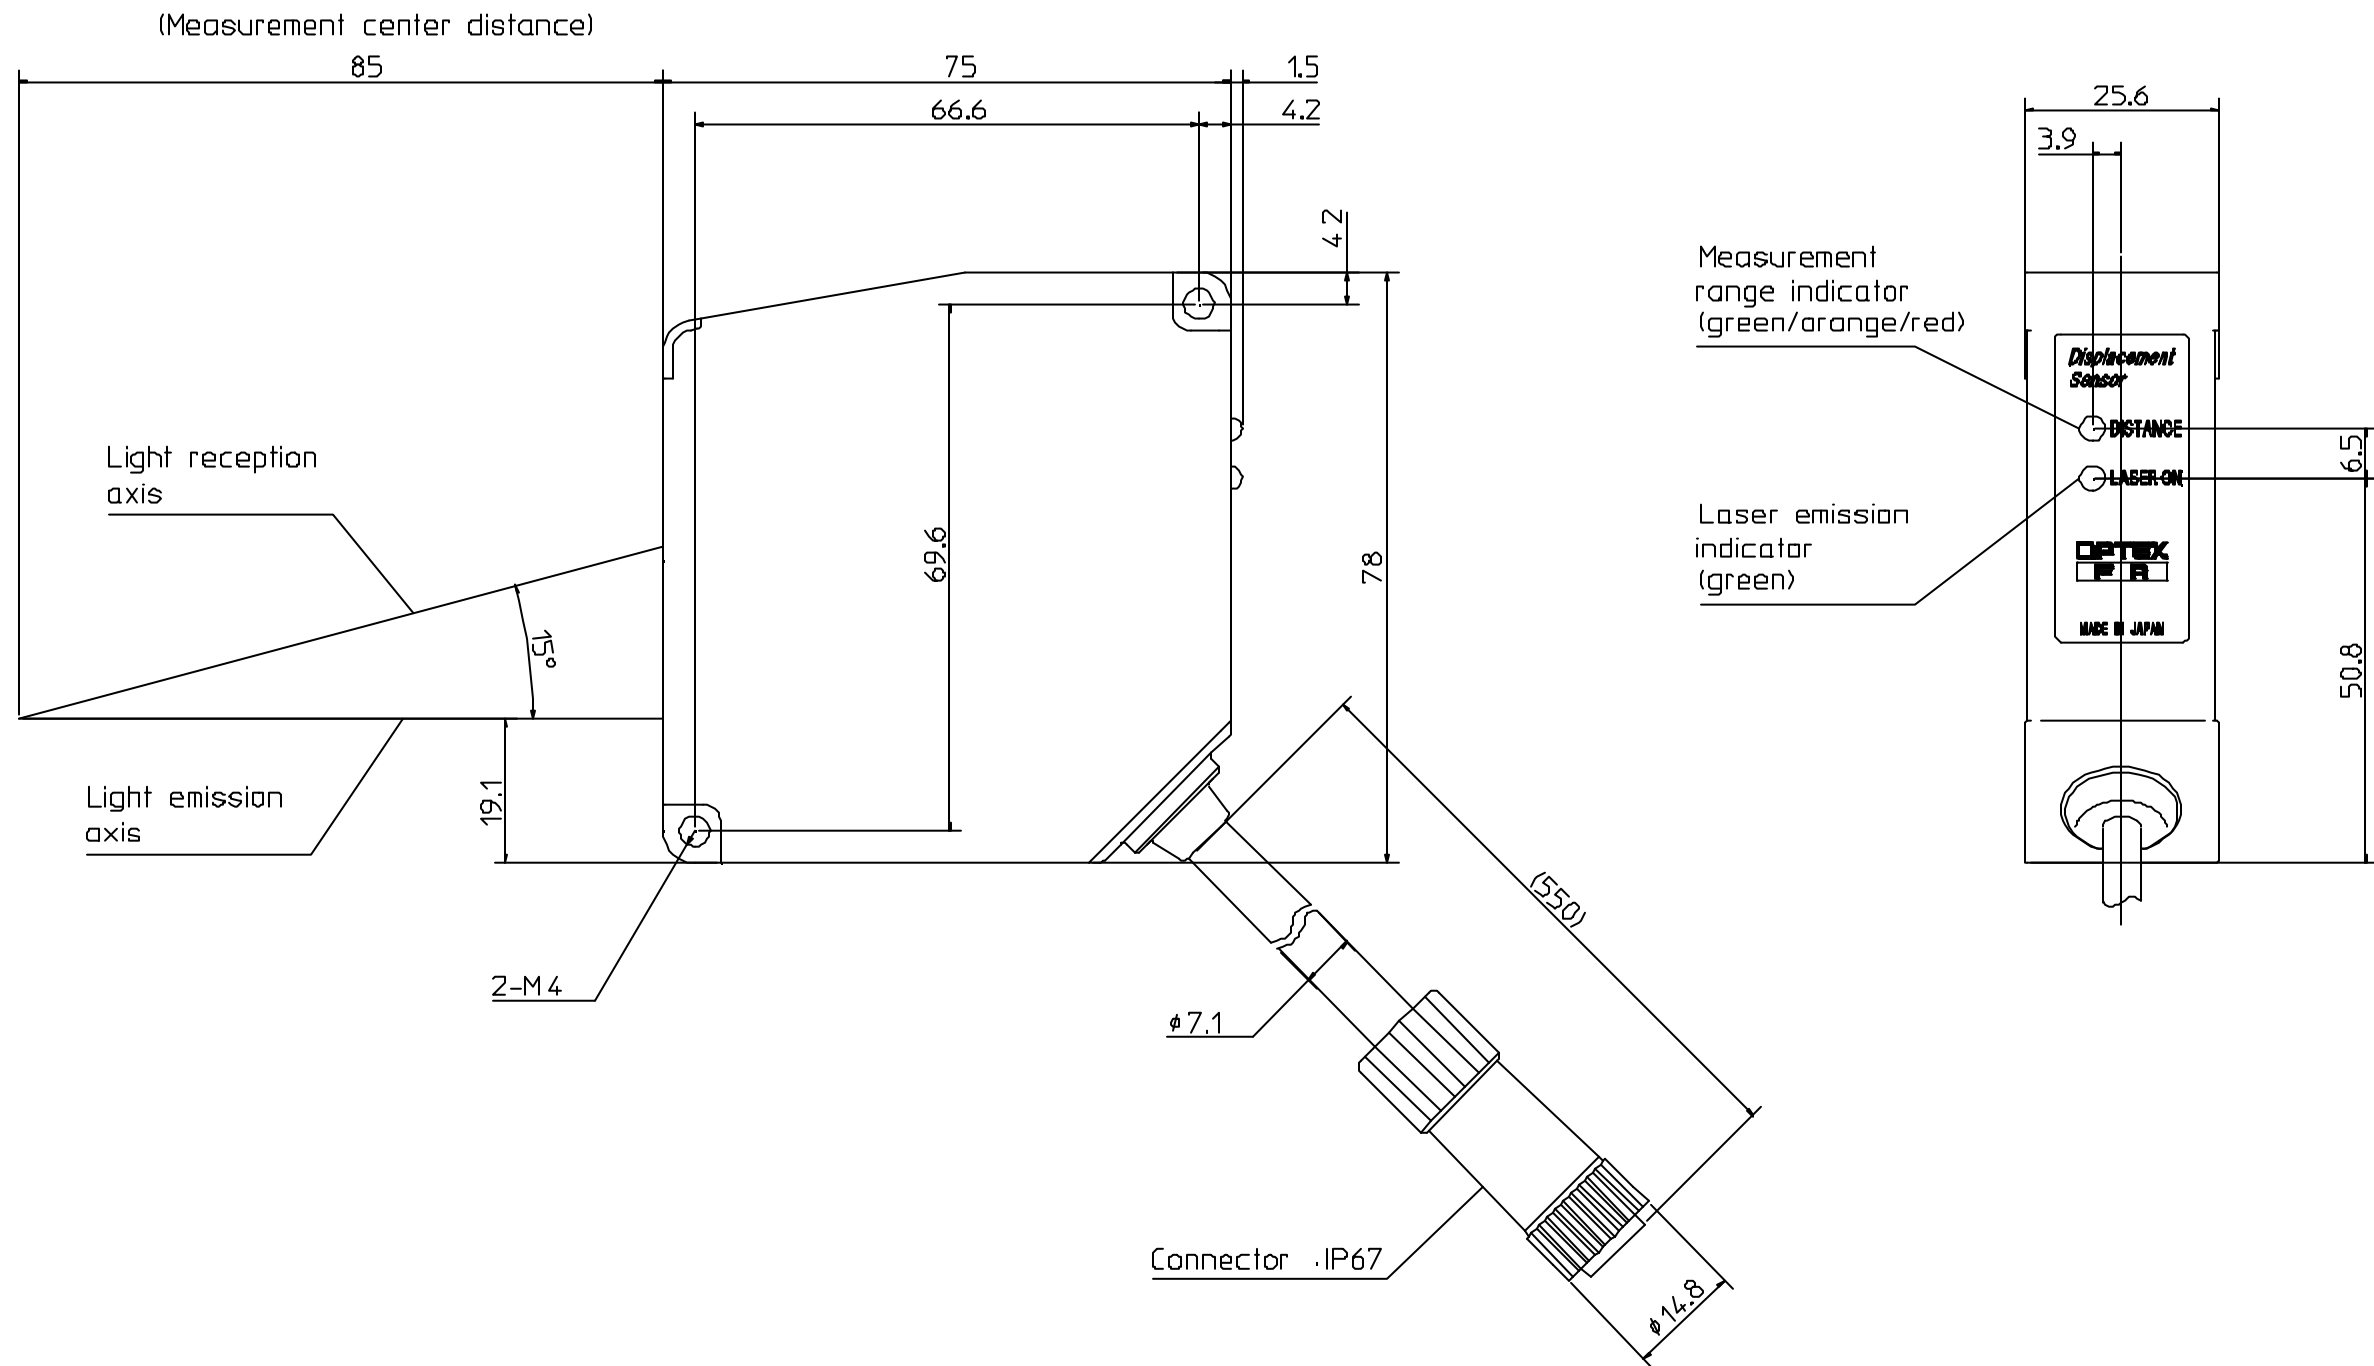 (Measurement center distance)
85
75
1.5
66.6
4.2
25.6
3.9
4.2
Measurement
range indicator
(green/arange/red)
Displacement
Sensor
DISTANCE
6.5
LASER ON
Light reception
axis
Laser emission
indicator
(green)
OPTEX
F R
69.6
78
15°
MADE IN JAPAN
50.8
Light emission
axis
19.1
(550)
2-M4
φ7.1
Connector .IP67
φ14.8